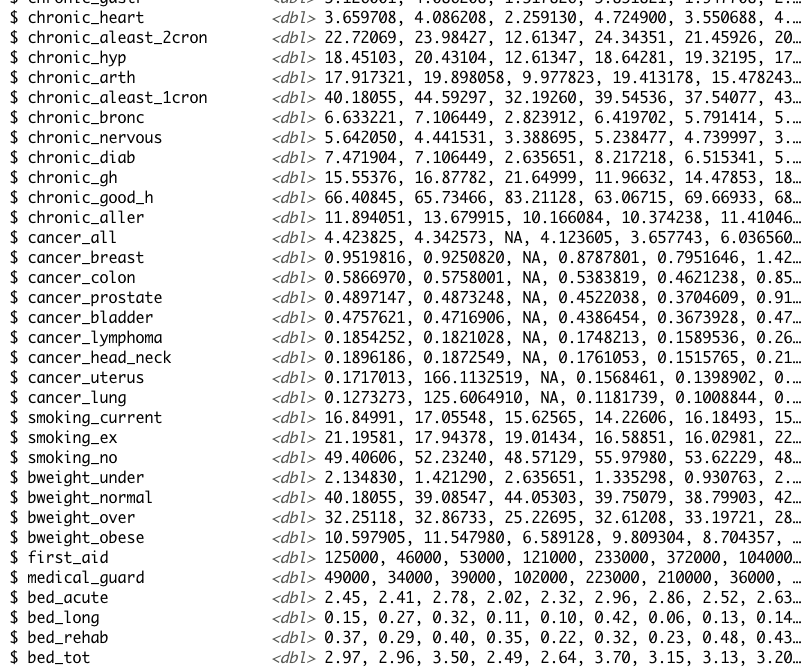 $ chronic_heart <dbl> 3.659708, 4.086208, 2.259130, 4.724900, 3.550688, 4.…
$ chronic_aleast_2cron <dbl> 22.72069, 23.98427, 12.61347, 24.34351, 21.45926, 20…
$ chronic_hyp <dbl> 18.45103, 20.43104, 12.61347, 18.64281, 19.32195, 17…
$ chronic_arth <dbl> 17.917321, 19.898058, 9.977823, 19.413178, 15.478243…
$ chronic_aleast_1cron <dbl> 40.18055, 44.59297, 32.19260, 39.54536, 37.54077, 43…
$ chronic_bronc <dbl> 6.633221, 7.106449, 2.823912, 6.419702, 5.791414, 5.…
$ chronic_nervous <dbl> 5.642050, 4.441531, 3.388695, 5.238477, 4.739997, 3.…
$ chronic_diab <dbl> 7.471904, 7.106449, 2.635651, 8.217218, 6.515341, 5.…
$ chronic_gh <dbl> 15.55376, 16.87782, 21.64999, 11.96632, 14.47853, 18…
$ chronic_good_h <dbl> 66.40845, 65.73466, 83.21128, 63.06715, 69.66933, 68…
$ chronic_aller <dbl> 11.894051, 13.679915, 10.166084, 10.374238, 11.41046…
$ cancer_all <dbl> 4.423825, 4.342573, NA, 4.123605, 3.657743, 6.036560…
$ cancer_breast <dbl> 0.9519816, 0.9250820, NA, 0.8787801, 0.7951646, 1.42…
$ cancer_colon <dbl> 0.5866970, 0.5758001, NA, 0.5383819, 0.4621238, 0.85…
$ cancer_prostate <dbl> 0.4897147, 0.4873248, NA, 0.4522038, 0.3704609, 0.91…
$ cancer_bladder <dbl> 0.4757621, 0.4716906, NA, 0.4386454, 0.3673928, 0.47…
$ cancer_lymphoma <dbl> 0.1854252, 0.1821028, NA, 0.1748213, 0.1589536, 0.26…
$ cancer_head_neck <dbl> 0.1896186, 0.1872549, NA, 0.1761053, 0.1515765, 0.21…
$ cancer_uterus <dbl> 0.1717013, 166.1132519, NA, 0.1568461, 0.1398902, 0.…
$ cancer_lung <dbl> 0.1273273, 125.6064910, NA, 0.1181739, 0.1008844, 0.…
$ smoking_current <dbl> 16.84991, 17.05548, 15.62565, 14.22606, 16.18493, 15…
$ smoking_ex <dbl> 21.19581, 17.94378, 19.01434, 16.58851, 16.02981, 22…
$ smoking_no <dbl> 49.40606, 52.23240, 48.57129, 55.97980, 53.62229, 48…
$ bweight_under <dbl> 2.134830, 1.421290, 2.635651, 1.335298, 0.930763, 2.…
$ bweight_normal <dbl> 40.18055, 39.08547, 44.05303, 39.75079, 38.79903, 42…
$ bweight_over <dbl> 32.25118, 32.86733, 25.22695, 32.61208, 33.19721, 28…
$ bweight_obese <dbl> 10.597905, 11.547980, 6.589128, 9.809304, 8.704357, …
$ first_aid <dbl> 125000, 46000, 53000, 121000, 233000, 372000, 104000…
$ medical_guard <dbl> 49000, 34000, 39000, 102000, 223000, 210000, 36000, …
$ bed_acute <dbl> 2.45, 2.41, 2.78, 2.02, 2.32, 2.96, 2.86, 2.52, 2.63…
$ bed_long <dbl> 0.15, 0.27, 0.32, 0.11, 0.10, 0.42, 0.06, 0.13, 0.14…
$ bed_rehab <dbl> 0.37, 0.29, 0.40, 0.35, 0.22, 0.32, 0.23, 0.48, 0.43…
$ bed_tot <dbl> 2.97, 2.96, 3.50, 2.49, 2.64, 3.70, 3.15, 3.13, 3.20…